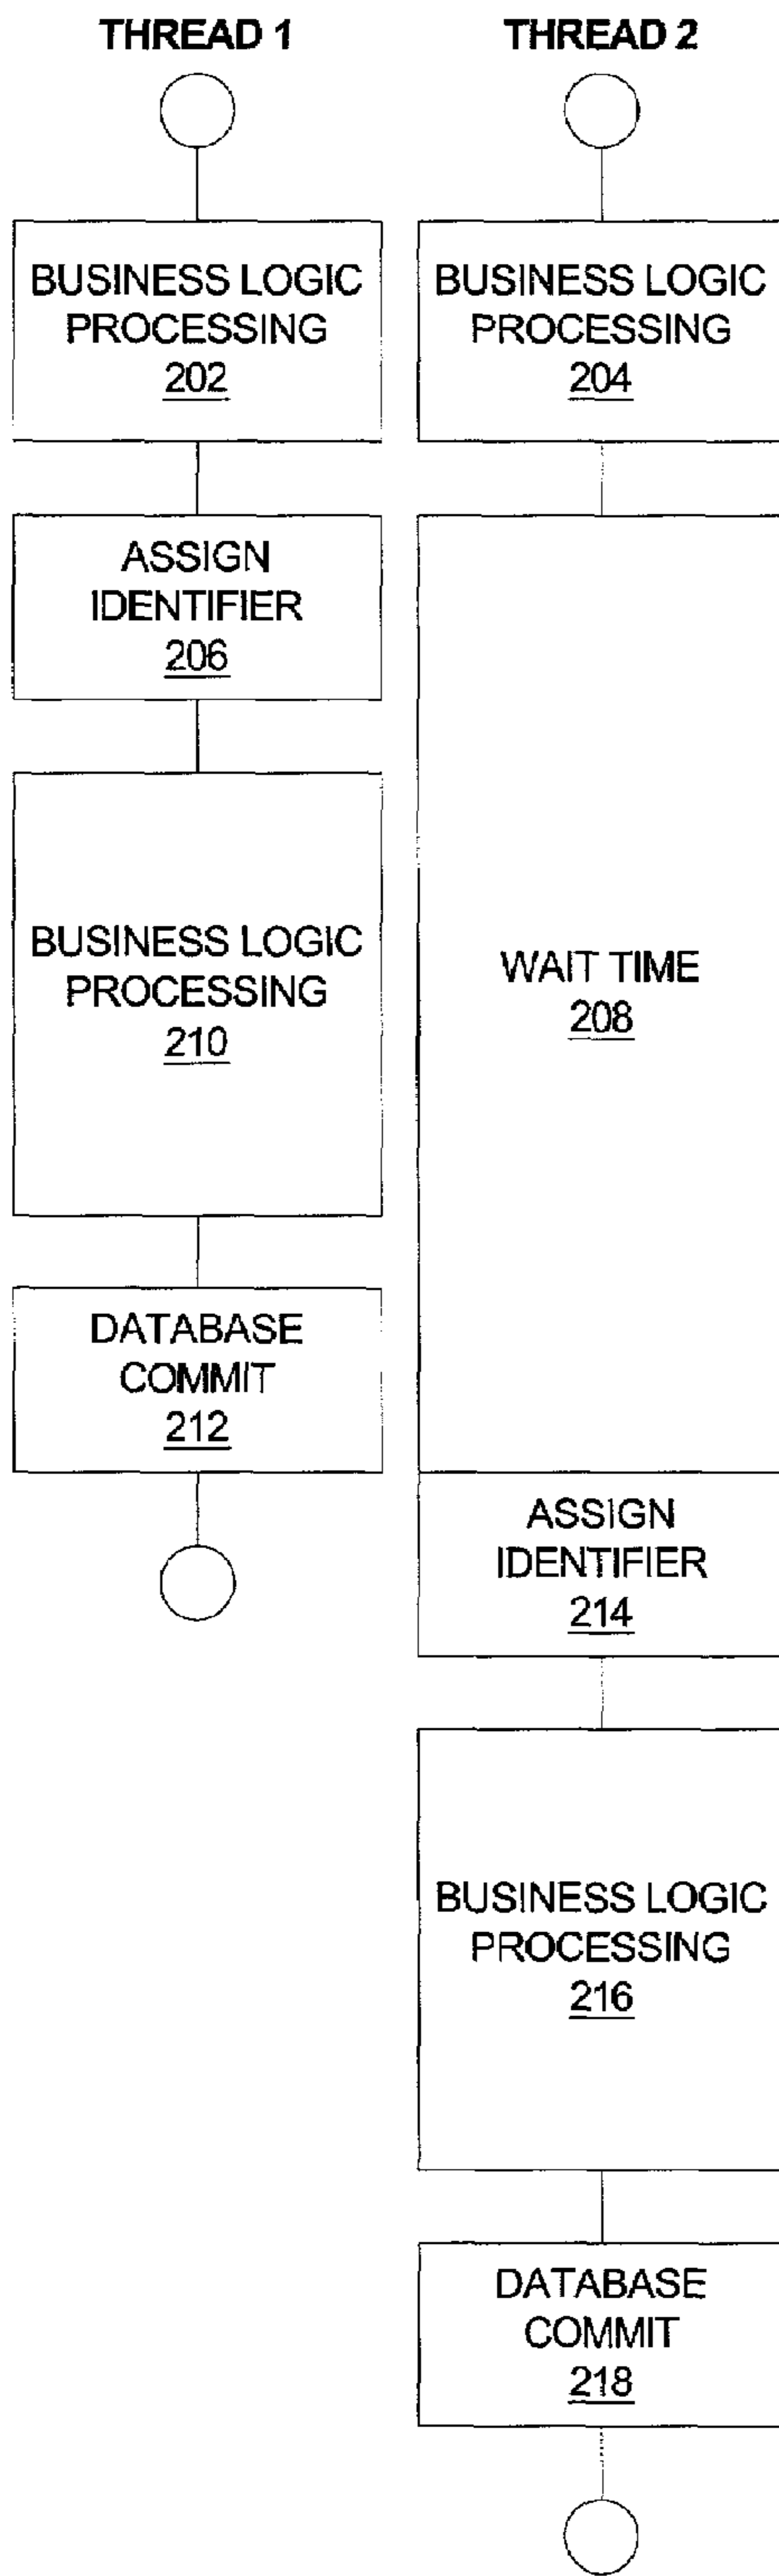 THREAD 1
BUSINESS LOGIC
PROCESSING
202
ASSIGN
IDENTIFIER
206
BUSINESS LOGIC
PROCESSING
210
DATABASE
COMMIT
212
THREAD 2
BUSINESS LOGIC
PROCESSING
204
WAIT TIME
208
ASSIGN
IDENTIFIER
214
BUSINESS LOGIC
PROCESSING
216
DATABASE
COMMIT
218